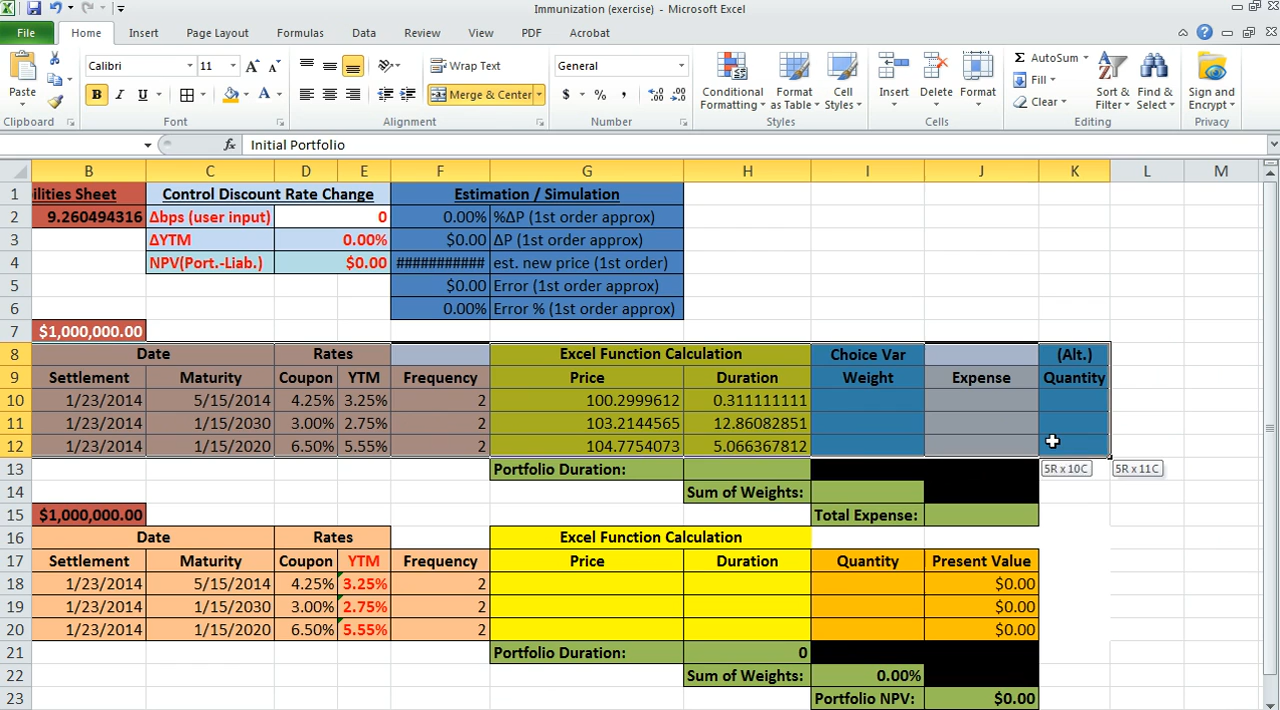 Immunization (exercise) - Microsoft Excel
File Home Insert Page Layout Formulas Data Review View PDF Acrobat
Paste
Calibri 11
B I U
Wrap Text
Merge & Center
General
$ % ,
Conditional Formatting
Format as Table
Cell Styles
Insert
Delete
Format
Σ AutoSum
Fill
Clear
Sort & Filter
Find & Select
Sign and Encrypt
Clipboard Font Alignment Number Styles Cells Editing Privacy
fx Initial Portfolio
B C D E F G H I J K L M
1 ilities Sheet Control Discount Rate Change Estimation / Simulation
2 9.260494316 Δbps (user input) 0 0.00% %ΔP (1st order approx)
3 ΔYTM 0.00% $0.00 ΔP (1st order approx)
4 NPV(Port.-Liab.) $0.00 ########### est. new price (1st order)
5 $0.00 Error (1st order approx)
6 0.00% Error % (1st order approx)
7 $1,000,000.00
8 Date Rates Excel Function Calculation Choice Var (Alt.)
9 Settlement Maturity Coupon YTM Frequency Price Duration Weight Expense Quantity
10 1/23/2014 5/15/2014 4.25% 3.25% 2 100.2999612 0.311111111
11 1/23/2014 1/15/2030 3.00% 2.75% 2 103.2144565 12.86082851
12 1/23/2014 1/15/2020 6.50% 5.55% 2 104.7754073 5.066367812
13 Portfolio Duration: 5R x 10C 5R x 11C
14 Sum of Weights:
15 $1,000,000.00 Total Expense:
16 Date Rates Excel Function Calculation
17 Settlement Maturity Coupon YTM Frequency Price Duration Quantity Present Value
18 1/23/2014 5/15/2014 4.25% 3.25% 2 $0.00
19 1/23/2014 1/15/2030 3.00% 2.75% 2 $0.00
20 1/23/2014 1/15/2020 6.50% 5.55% 2 $0.00
21 Portfolio Duration: 0
22 Sum of Weights: 0.00%
23 Portfolio NPV: $0.00